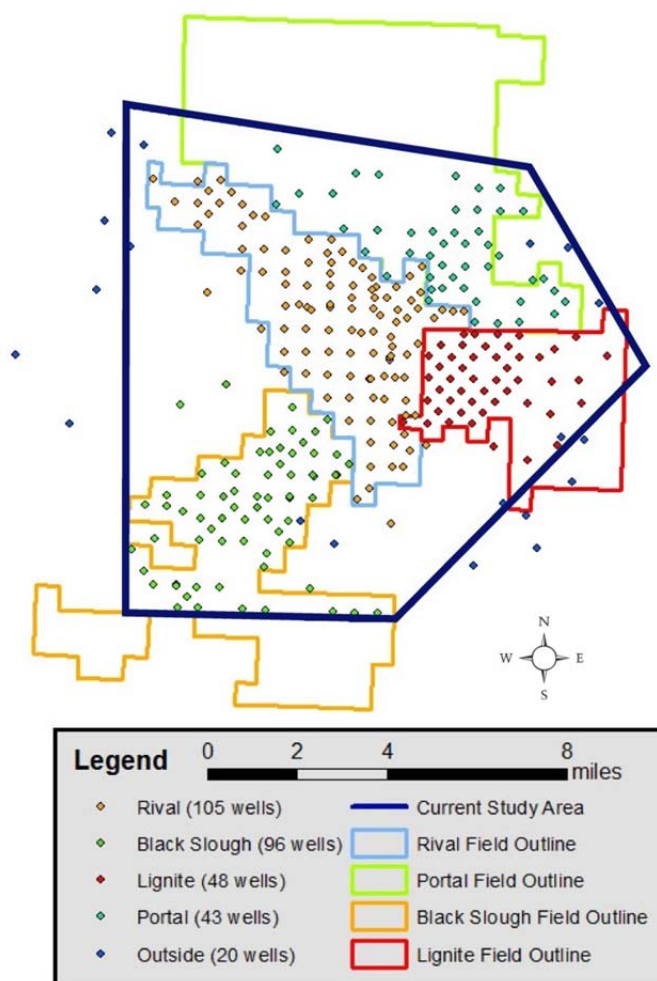 N
W E
S
Legend 0 2 4 8
miles
Rival (105 wells) Current Study Area
Black Slough (96 wells) Rival Field Outline
Lignite (48 wells) Portal Field Outline
Portal (43 wells) Black Slough Field Outline
Outside (20 wells) Lignite Field Outline